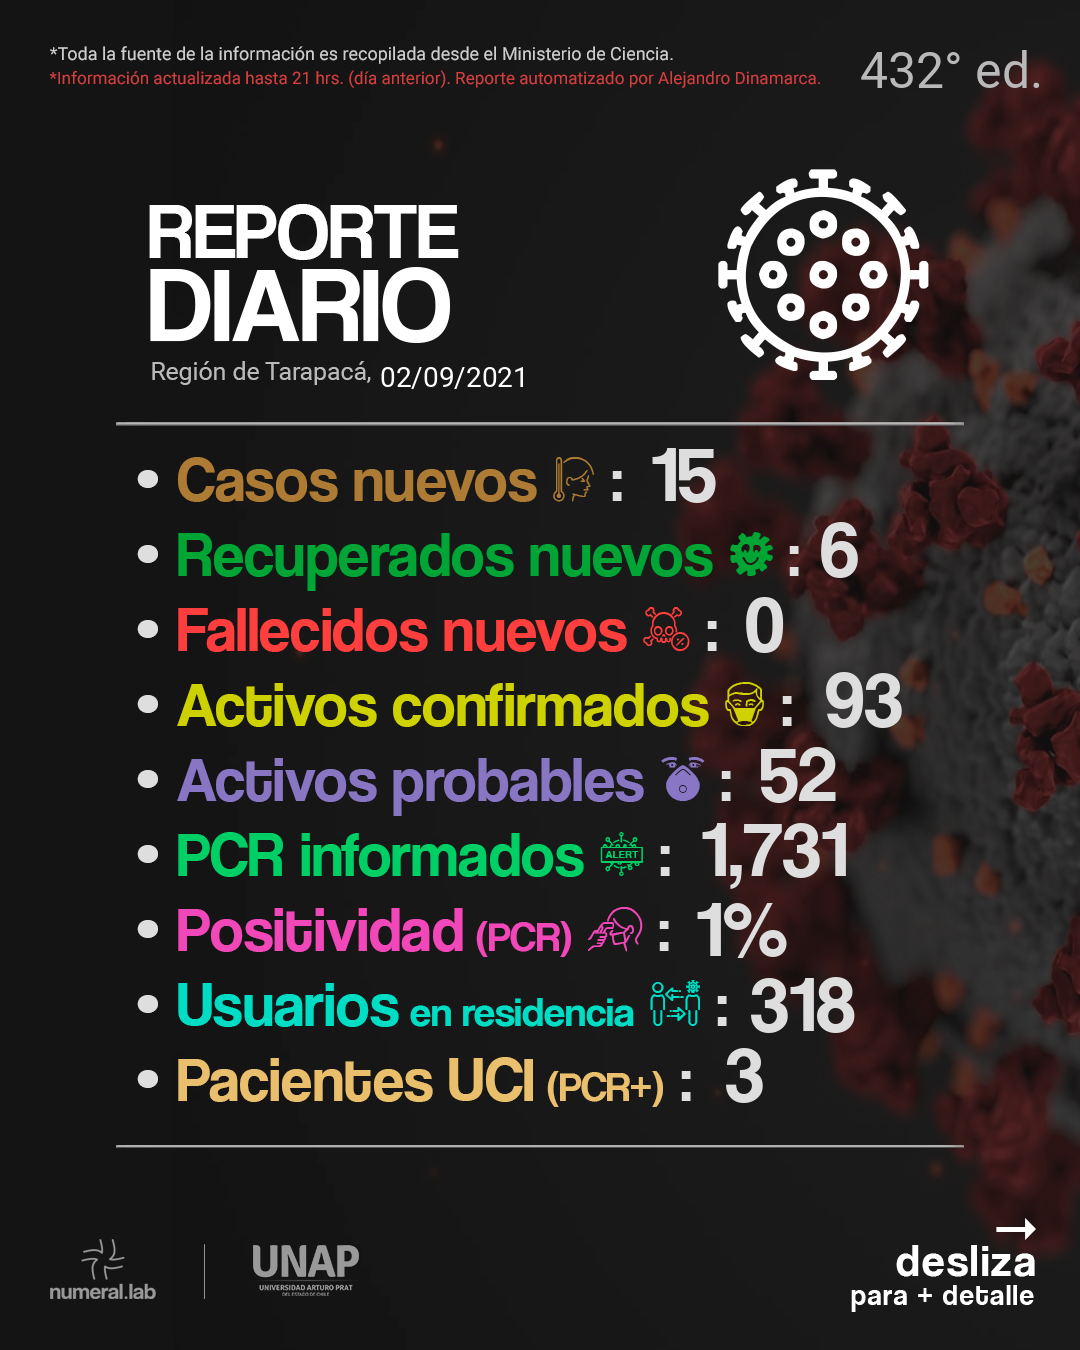 *Toda la fuente de la información es recopilada desde el Ministerio de Ciencia.
*Información actualizada hasta 21 hrs. (día anterior). Reporte automatizado por Alejandro Dinamarca.
432° ed.
REPORTE
DIARIO
Región de Tarapacá, 02/09/2021
• Casos nuevos : 15
• Recuperados nuevos : 6
• Fallecidos nuevos : 0
• Activos confirmados : 93
• Activos probables : 52
• PCR informados ALERT : 1,731
• Positividad (PCR) : 1%
• Usuarios en residencia : 318
• Pacientes UCI (PCR+) : 3
numeral.lab
UNAP
UNIVERSIDAD ARTURO PRAT
DEL ESTADO DE CHILE
desliza
para + detalle